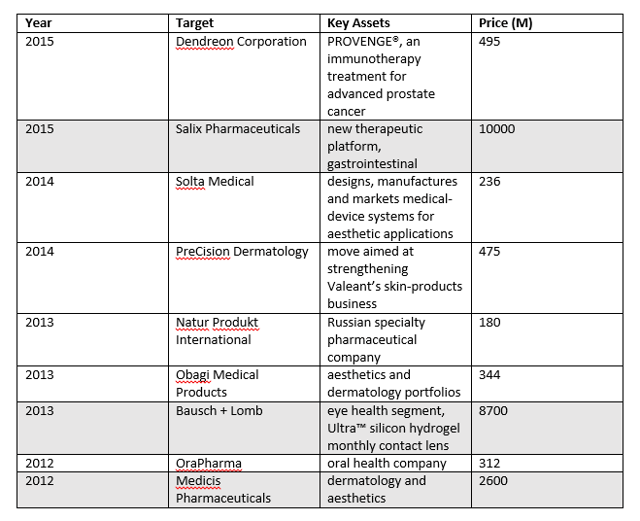 Year Target Key Assets Price (M)
2015 Dendreon Corporation PROVENGE®, an 495
immunotherapy
treatment for
advanced prostate
cancer
2015 Salix Pharmaceuticals new therapeutic 10000
platform,
gastrointestinal
2014 Solta Medical designs, manufactures 236
and markets medical-
device systems for
aesthetic applications
2014 PreCision Dermatology move aimed at 475
strengthening
Valeant’s skin-products
business
2013 Natur Produkt Russian specialty 180
International pharmaceutical
company
2013 Obagi Medical aesthetics and 344
Products dermatology portfolios
2013 Bausch + Lomb eye health segment, 8700
Ultra™ silicon hydrogel
monthly contact lens
2012 OraPharma oral health company 312
2012 Medicis dermatology and 2600
Pharmaceuticals aesthetics